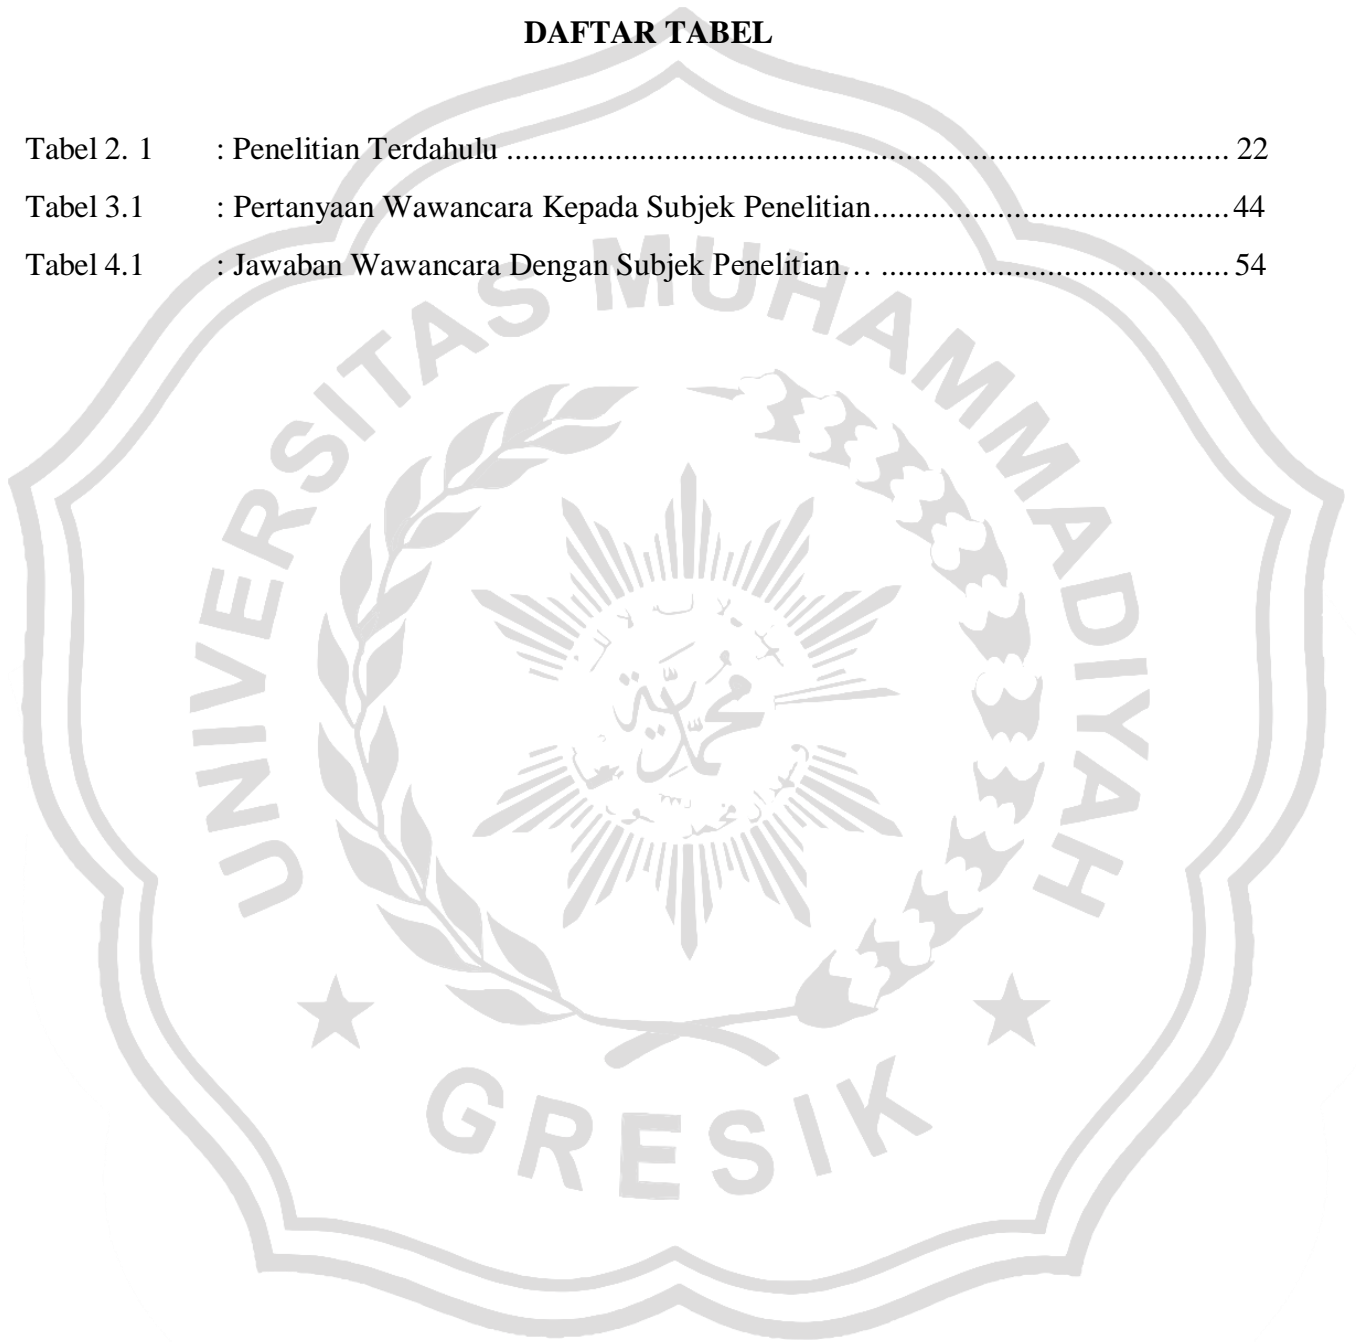 DAFTAR TABEL
Tabel 2. 1 : Penelitian Terdahulu ........................................................................................ 22
Tabel 3.1 : Pertanyaan Wawancara Kepada Subjek Penelitian........................................... 44
Tabel 4.1 : Jawaban Wawancara Dengan Subjek Penelitian… .......................................... 54
UNIVERSITAS MUHAMMADIYAH
محمدية
GRESIK